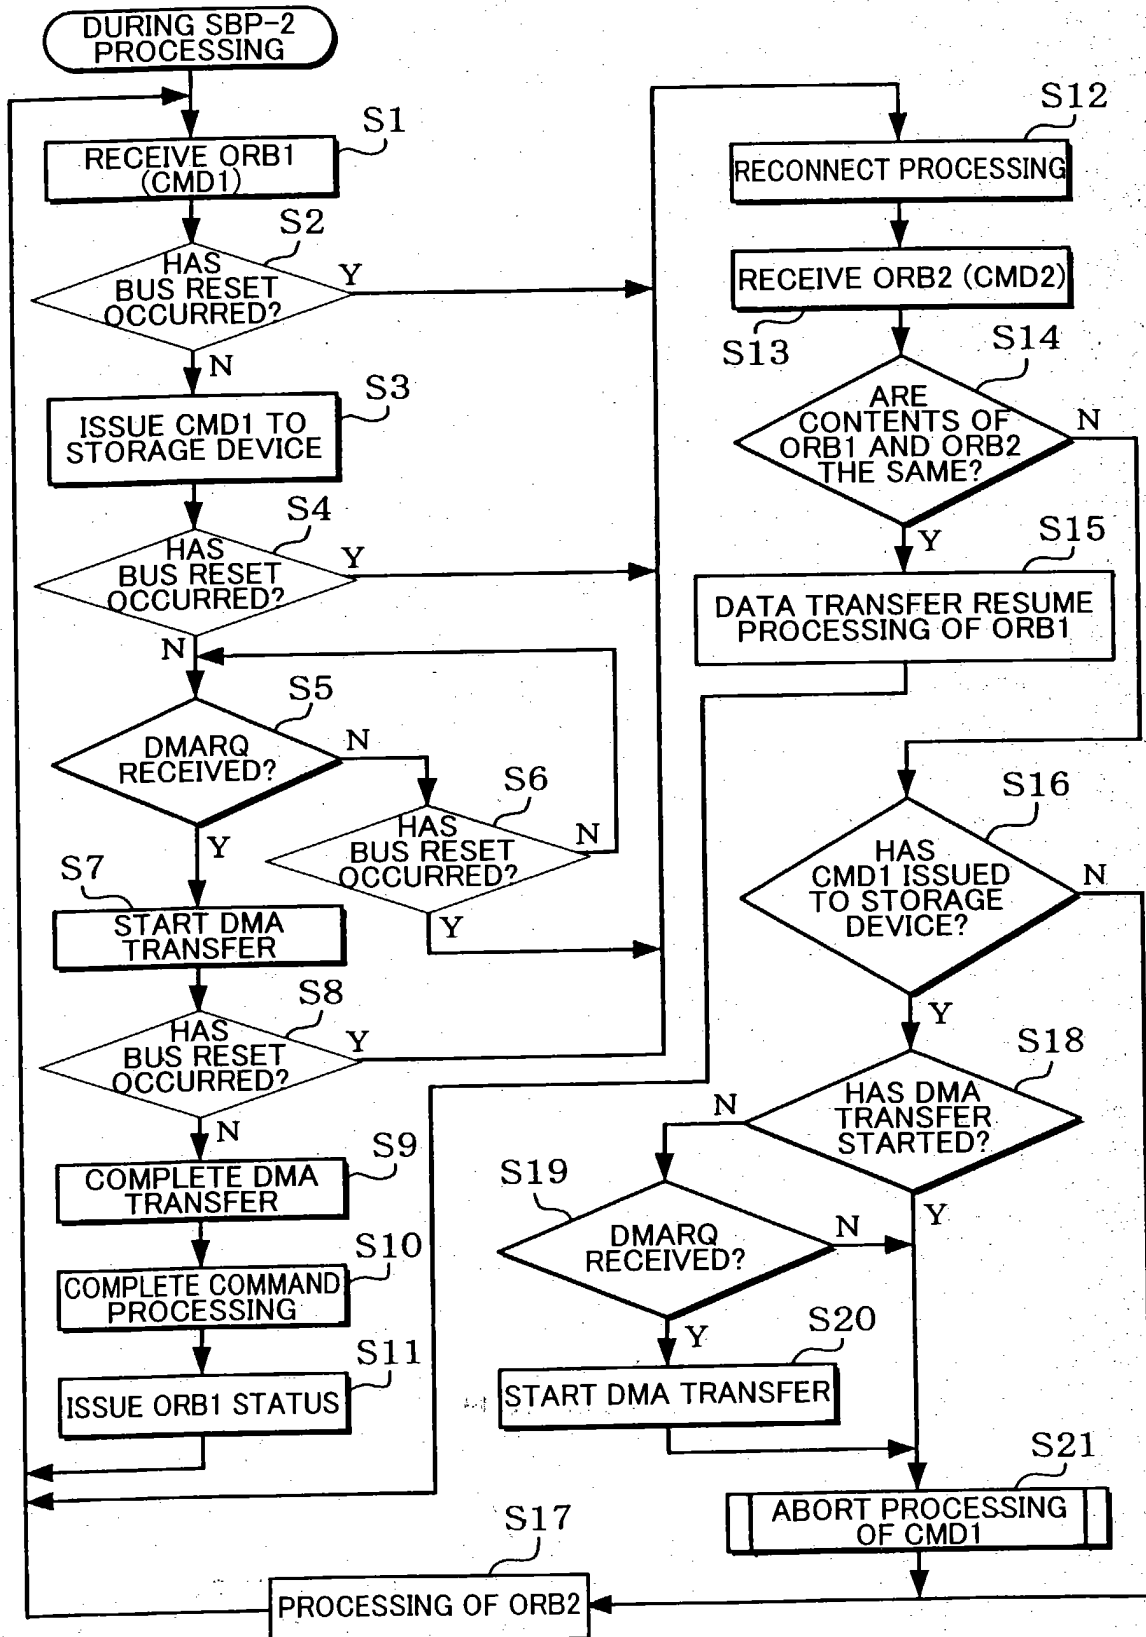 DURING SBP-2
PROCESSING
S1
RECEIVE ORB1
(CMD1)
S2
HAS
BUS RESET
OCCURRED?
Y
N
S3
ISSUE CMD1 TO
STORAGE DEVICE
S4
HAS
BUS RESET
OCCURRED?
Y
N
S5
DMARQ
RECEIVED?
N
Y
S6
HAS
BUS RESET
OCCURRED?
N
Y
S7
START DMA
TRANSFER
S8
HAS
BUS RESET
OCCURRED?
Y
N
S9
COMPLETE DMA
TRANSFER
S10
COMPLETE COMMAND
PROCESSING
S11
ISSUE ORB1 STATUS
S12
RECONNECT PROCESSING
RECEIVE ORB2 (CMD2)
S13
S14
ARE
CONTENTS OF
ORB1 AND ORB2
THE SAME?
N
Y
S15
DATA TRANSFER RESUME
PROCESSING OF ORB1
S16
HAS
CMD1 ISSUED
TO STORAGE
DEVICE?
N
Y
S18
HAS DMA
TRANSFER
STARTED?
N
Y
S19
DMARQ
RECEIVED?
N
Y
S20
START DMA TRANSFER
S21
ABORT PROCESSING
OF CMD1
S17
PROCESSING OF ORB2